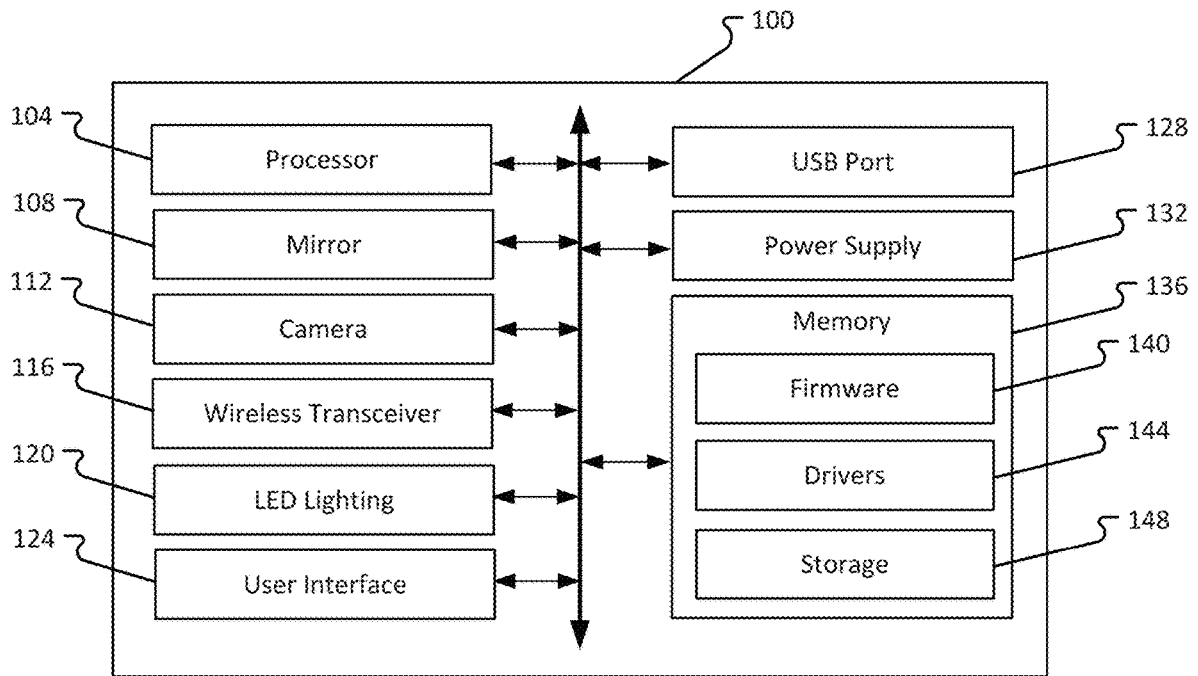 100
104
Processor
108
Mirror
112
Camera
116
Wireless Transceiver
120
LED Lighting
124
User Interface
USB Port
128
Power Supply
132
Memory
136
Firmware
140
Drivers
144
Storage
148